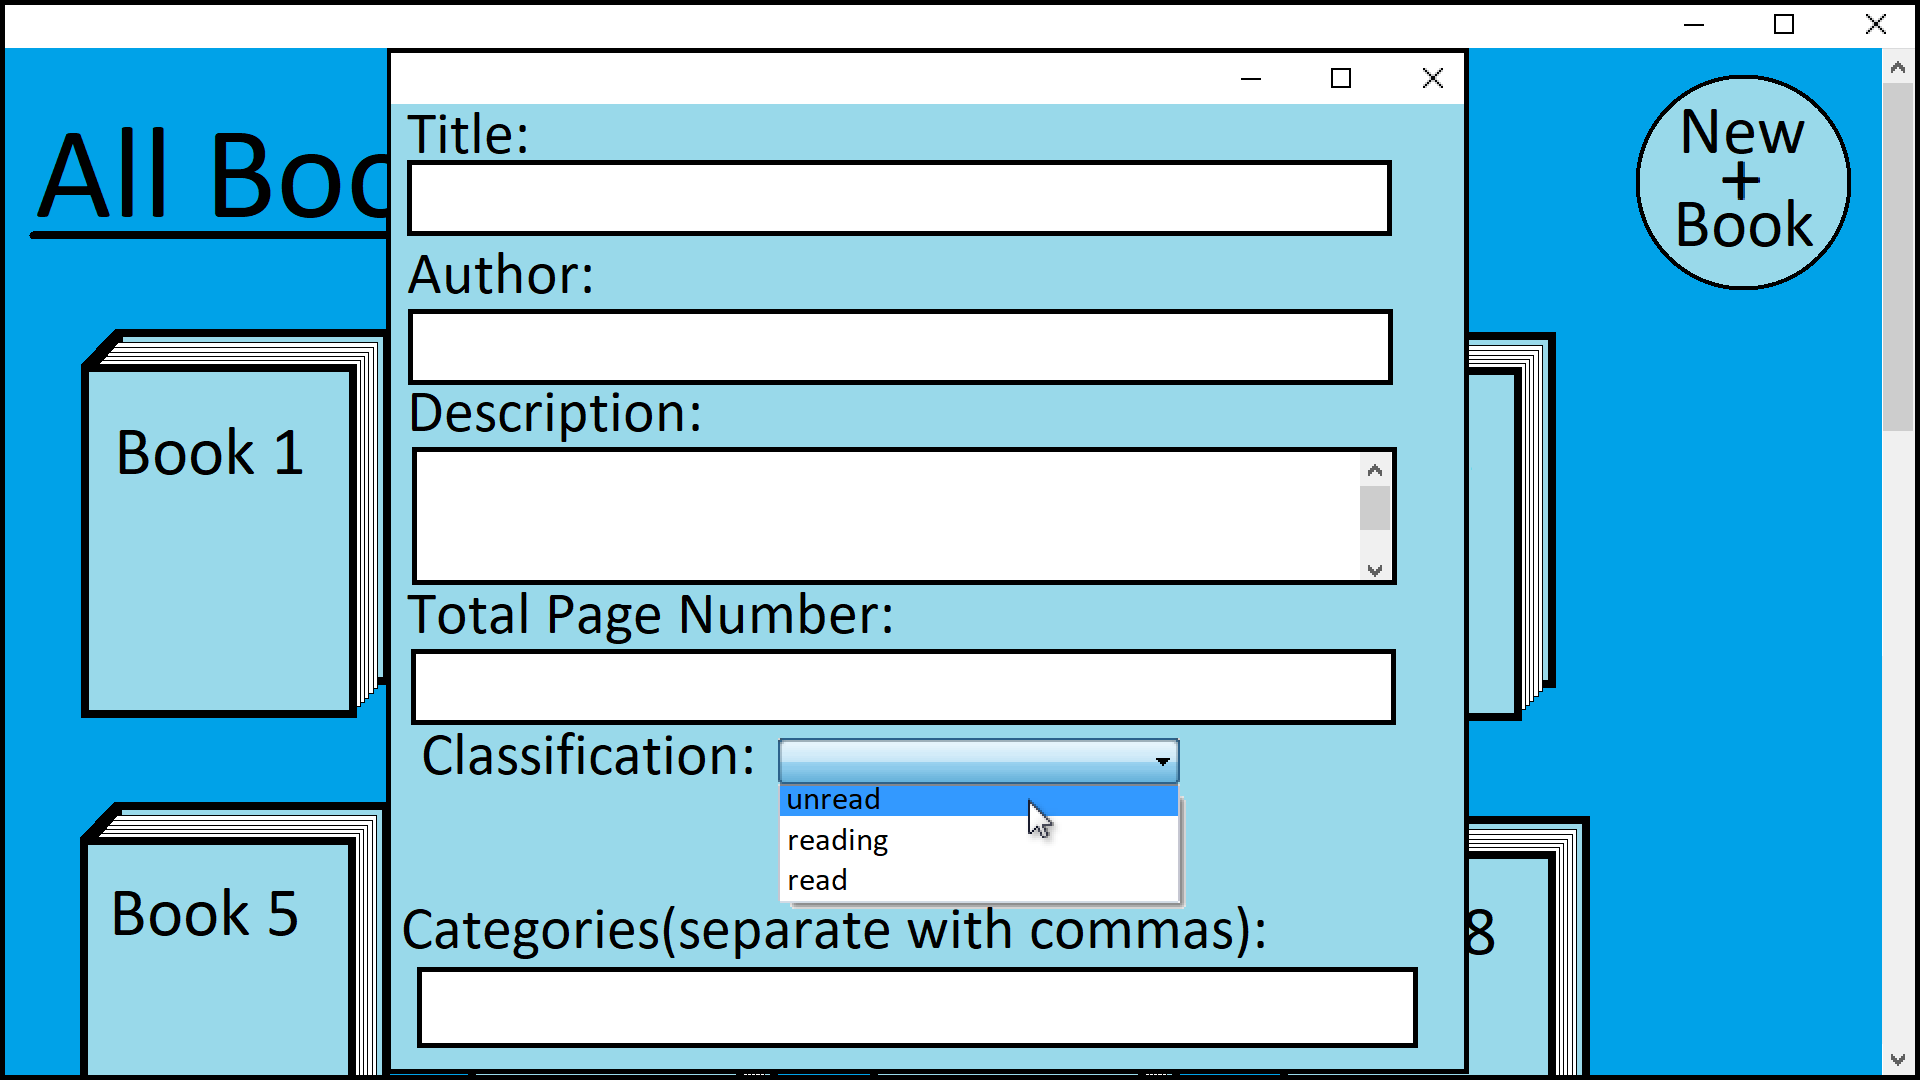 All Boo
New
+
Book
Title:
Author:
Description:
Total Page Number:
Classification:
unread
reading
read
Categories(separate with commas):
Book 1
Book 5
8